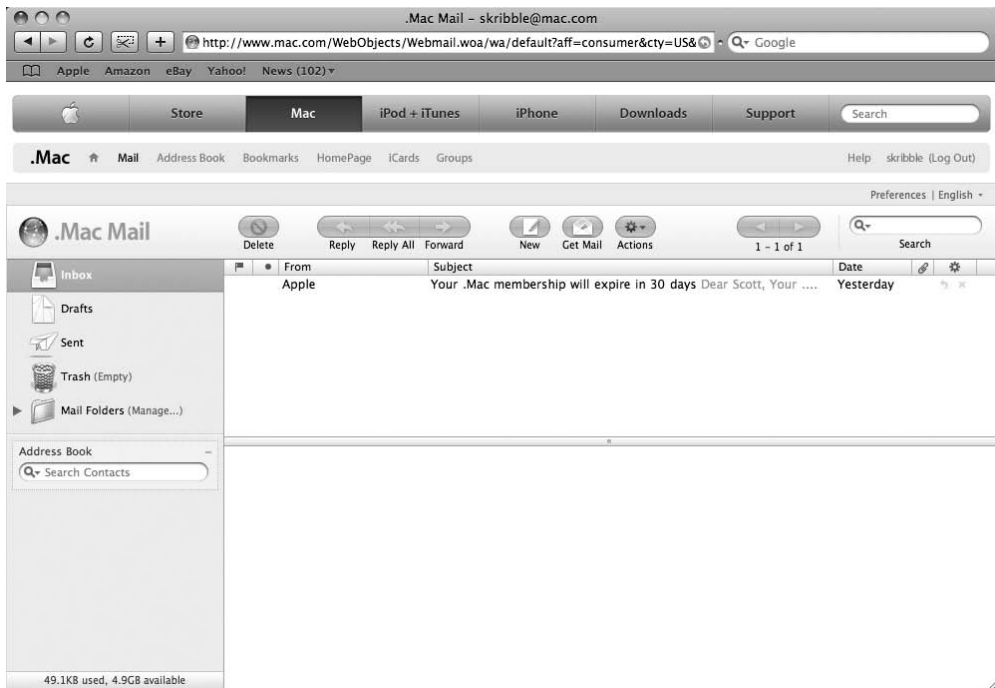 .Mac Mail – skribble@mac.com
http://www.mac.com/WebObjects/Webmail.woa/wa/default?aff=consumer&cty=US& Google
Apple Amazon eBay Yahoo! News (102)
Store Mac iPod + iTunes iPhone Downloads Support Search
.Mac Mail Address Book Bookmarks HomePage iCards Groups Help skribble (Log Out)
Preferences | English
.Mac Mail
Delete Reply Reply All Forward New Get Mail Actions 1 – 1 of 1 Search
Inbox
From Subject Date
Apple Your .Mac membership will expire in 30 days Dear Scott, Your .... Yesterday
Drafts
Sent
Trash (Empty)
Mail Folders (Manage...)
Address Book
Search Contacts
49.1KB used, 4.9GB available